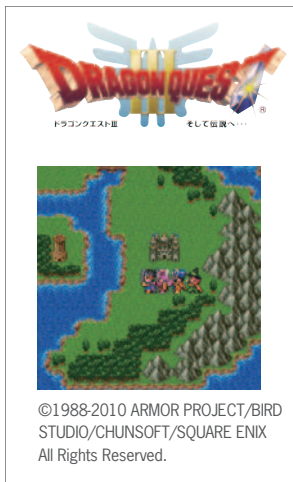 DRAGON QUEST
III
®
ドラゴンクエストIII そして伝説へ・・・
©1988-2010 ARMOR PROJECT/BIRD
STUDIO/CHUNSOFT/SQUARE ENIX
All Rights Reserved.